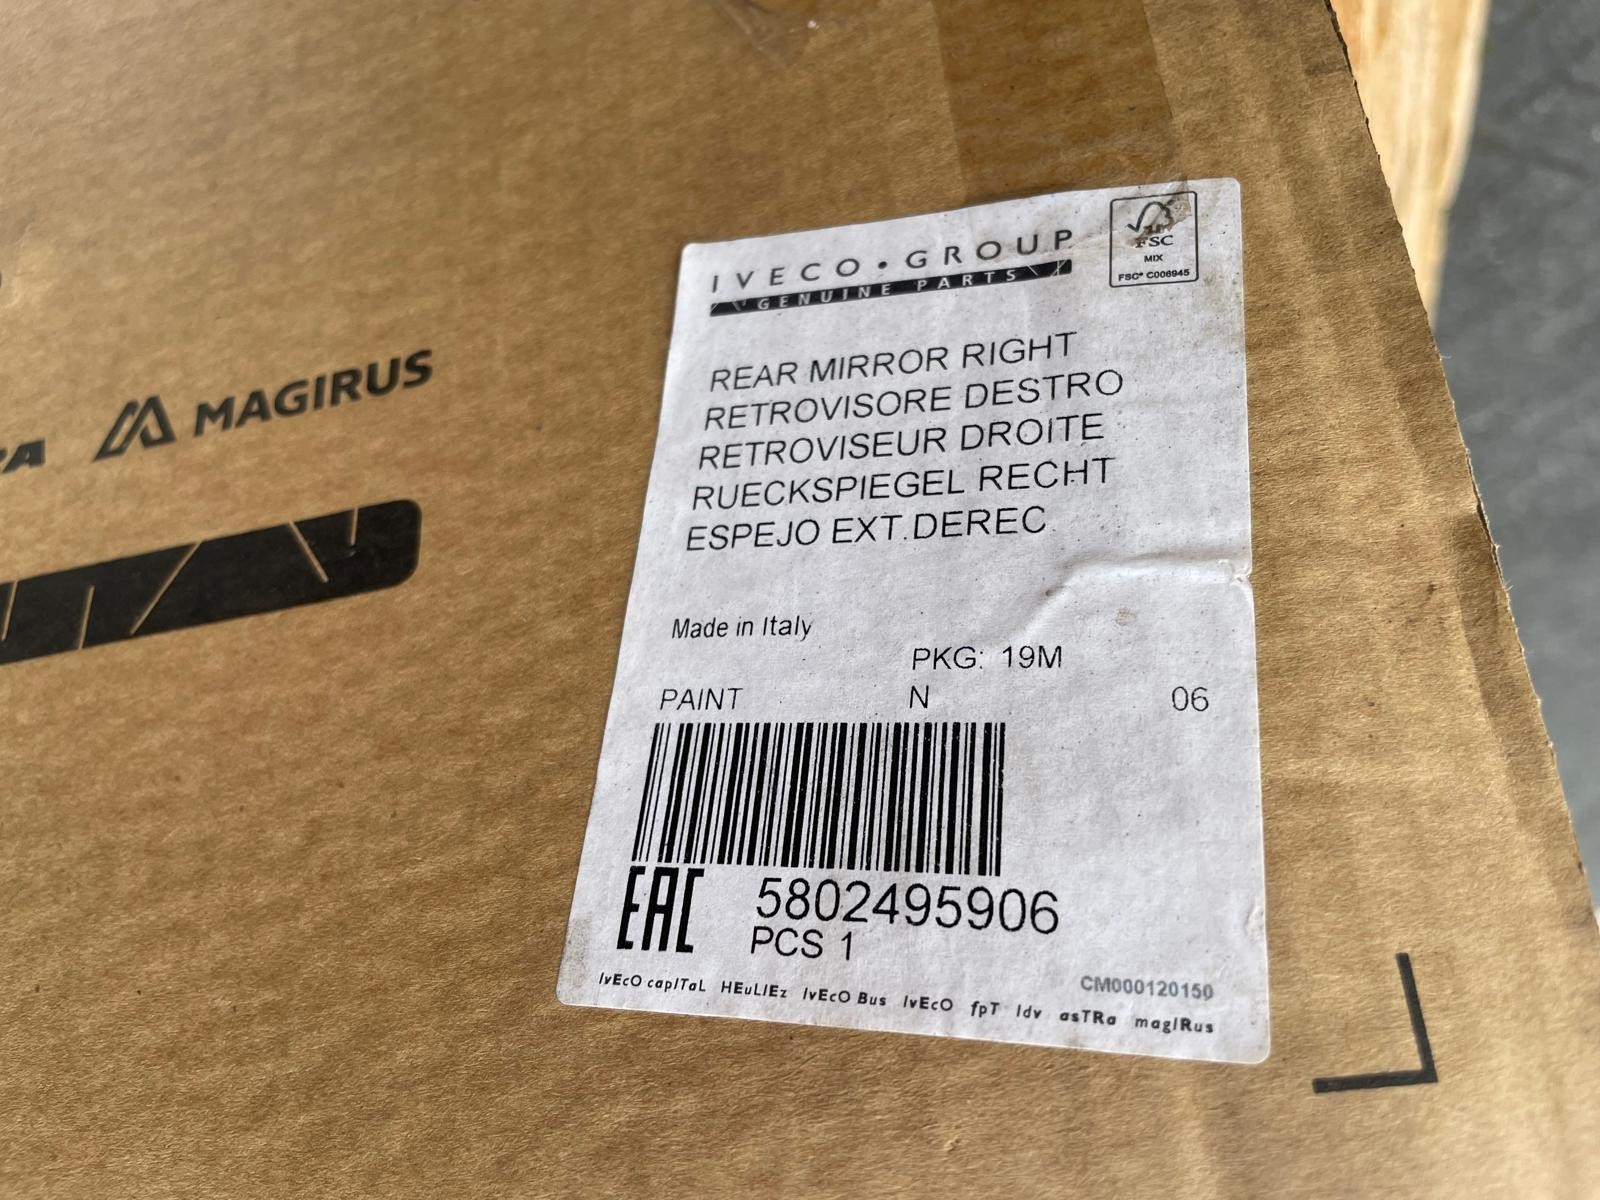 MAGIRUS
IVECO • GROUP
GENUINE PARTS
FSC
MIX
FSC® C006945
REAR MIRROR RIGHT
RETROVISORE DESTRO
RETROVISEUR DROITE
RUECKSPIEGEL RECHT
ESPEJO EXT.DEREC
Made in Italy
PKG: 19M
PAINT N 06
EAC 5802495906
PCS 1
CM000120150
IvEcO capITaL HEuLIEz IvEcO Bus IvEcO fpT Idv asTRa magIRus